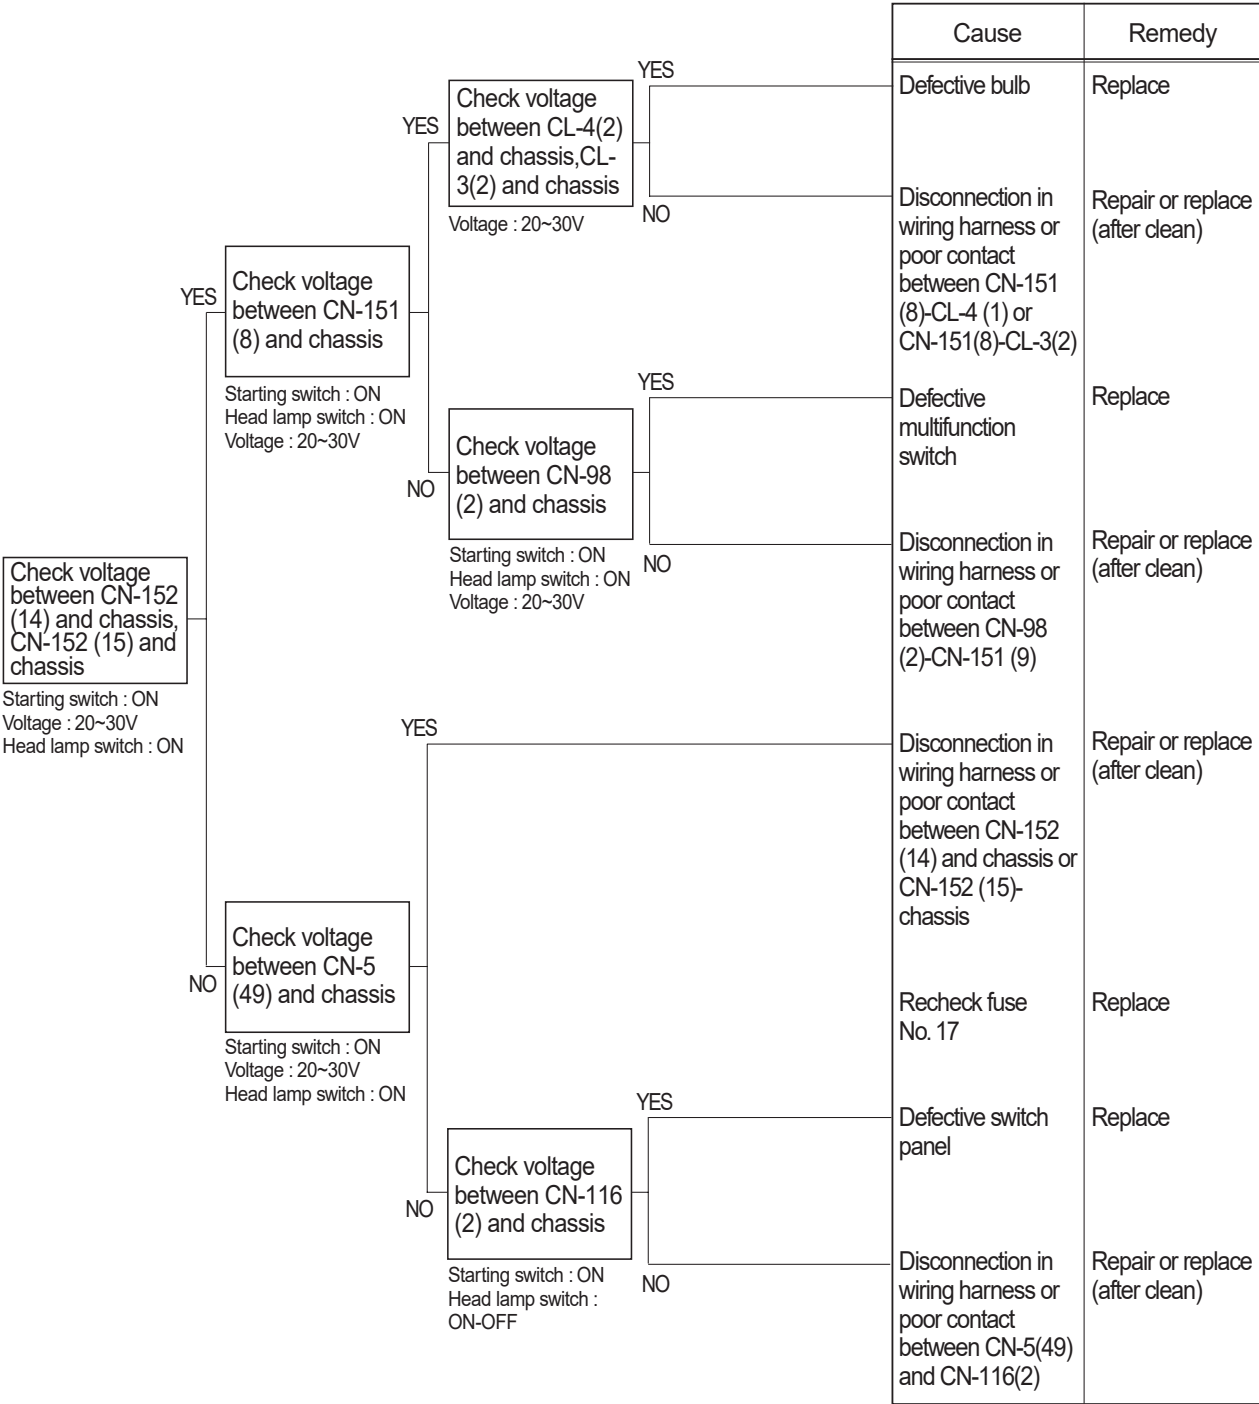 Cause
Remedy
YES
Check voltage
between CL-4(2)
and chassis,CL-
3(2) and chassis
Voltage : 20~30V
YES
NO
Defective bulb
Replace
Disconnection in
wiring harness or
poor contact
between CN-151
(8)-CL-4 (1) or
CN-151(8)-CL-3(2)
Repair or replace
(after clean)
YES
Check voltage
between CN-151
(8) and chassis
Starting switch : ON
Head lamp switch : ON
Voltage : 20~30V
NO
Check voltage
between CN-98
(2) and chassis
Starting switch : ON
Head lamp switch : ON
Voltage : 20~30V
YES
NO
Defective
multifunction
switch
Replace
Disconnection in
wiring harness or
poor contact
between CN-98
(2)-CN-151 (9)
Repair or replace
(after clean)
Check voltage
between CN-152
(14) and chassis,
CN-152 (15) and
chassis
Starting switch : ON
Voltage : 20~30V
Head lamp switch : ON
YES
Disconnection in
wiring harness or
poor contact
between CN-152
(14) and chassis or
CN-152 (15)-
chassis
Repair or replace
(after clean)
NO
Check voltage
between CN-5
(49) and chassis
Starting switch : ON
Voltage : 20~30V
Head lamp switch : ON
Recheck fuse
No. 17
Replace
NO
Check voltage
between CN-116
(2) and chassis
Starting switch : ON
Head lamp switch :
ON-OFF
YES
NO
Defective switch
panel
Replace
Disconnection in
wiring harness or
poor contact
between CN-5(49)
and CN-116(2)
Repair or replace
(after clean)